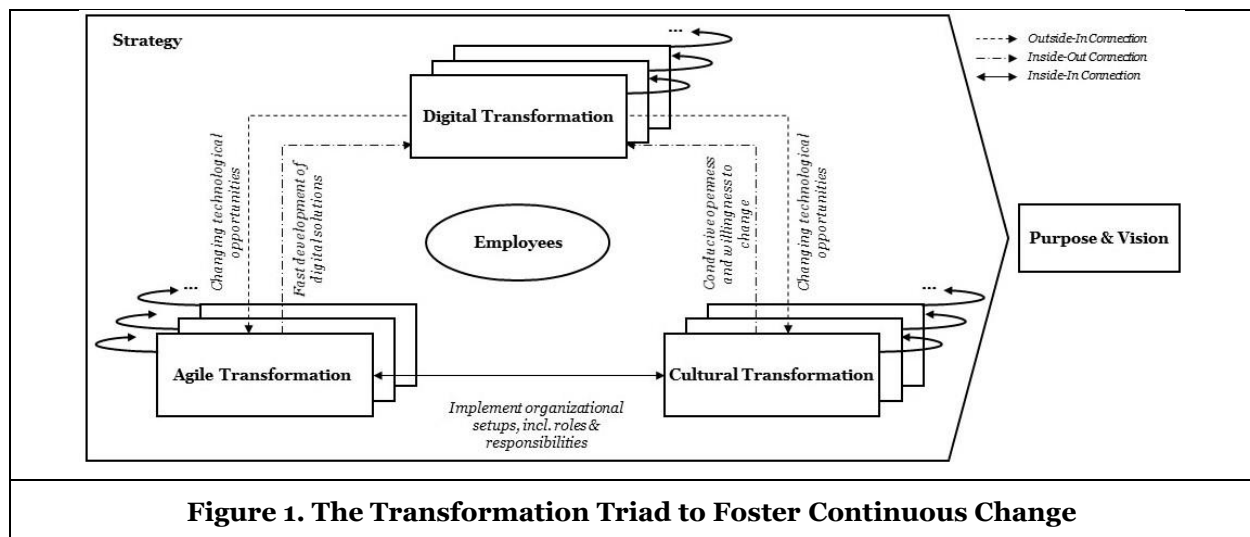 Strategy
...
Outside-In Connection
Inside-Out Connection
Inside-In Connection
Digital Transformation
Changing technological
opportunities
Fast development of
digital solutions
Conducive openness
and willingness to
change
Changing technological
opportunities
Employees
Purpose & Vision
...
...
Agile Transformation
Cultural Transformation
Implement organizational
setups, incl. roles &
responsibilities
Figure 1. The Transformation Triad to Foster Continuous Change